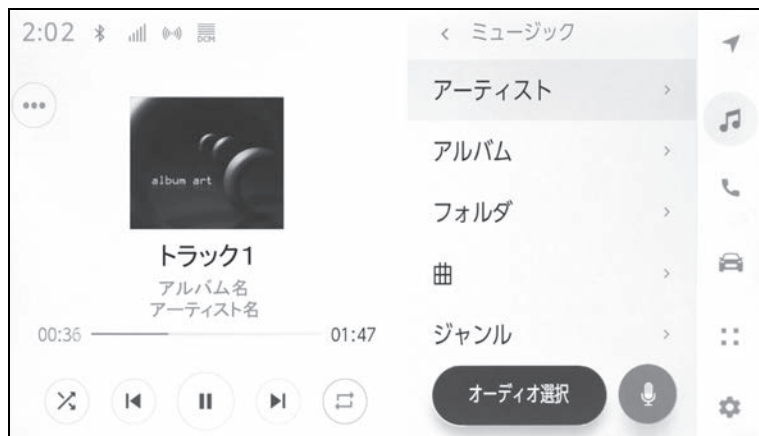 2:02
DCM
album art
トラック1
アルバム名
アーティスト名
00:36
01:47
ミュージック
アーティスト
アルバム
フォルダ
曲
ジャンル
オーディオ選択